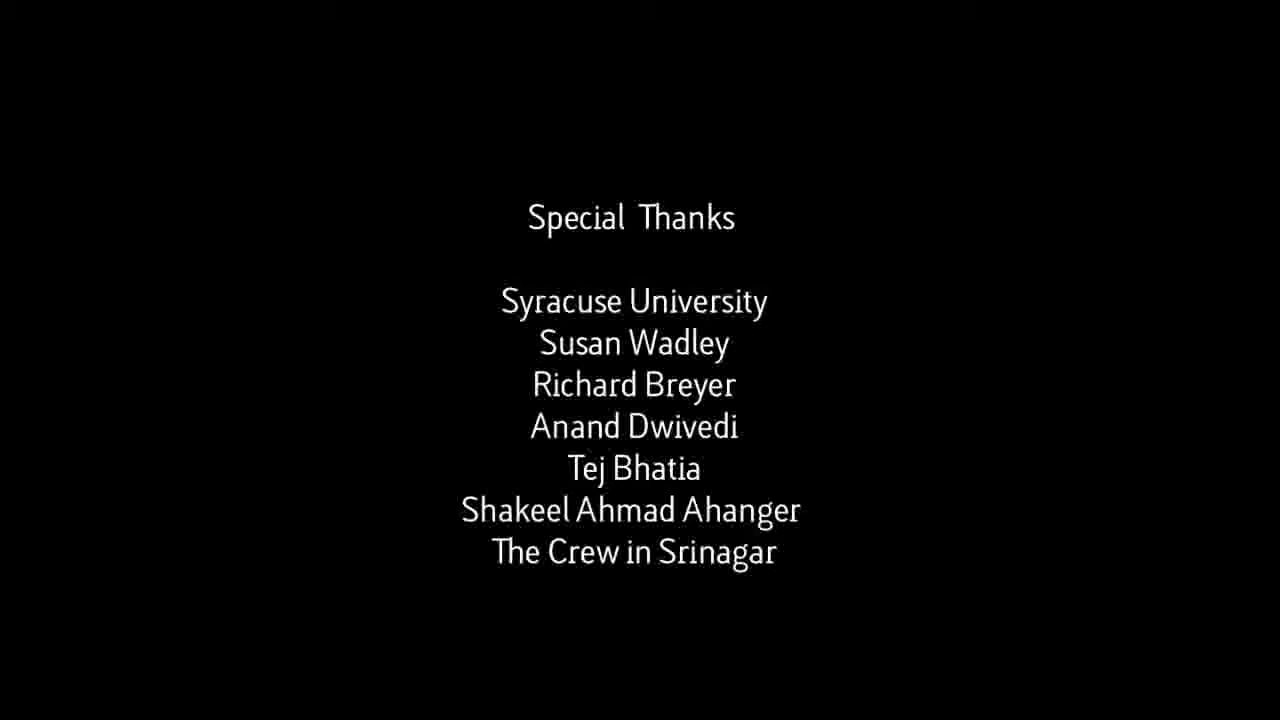 Special Thanks
Syracuse University
Susan Wadley
Richard Breyer
Anand Dwivedi
Tej Bhatia
Shakeel Ahmad Ahanger
The Crew in Srinagar